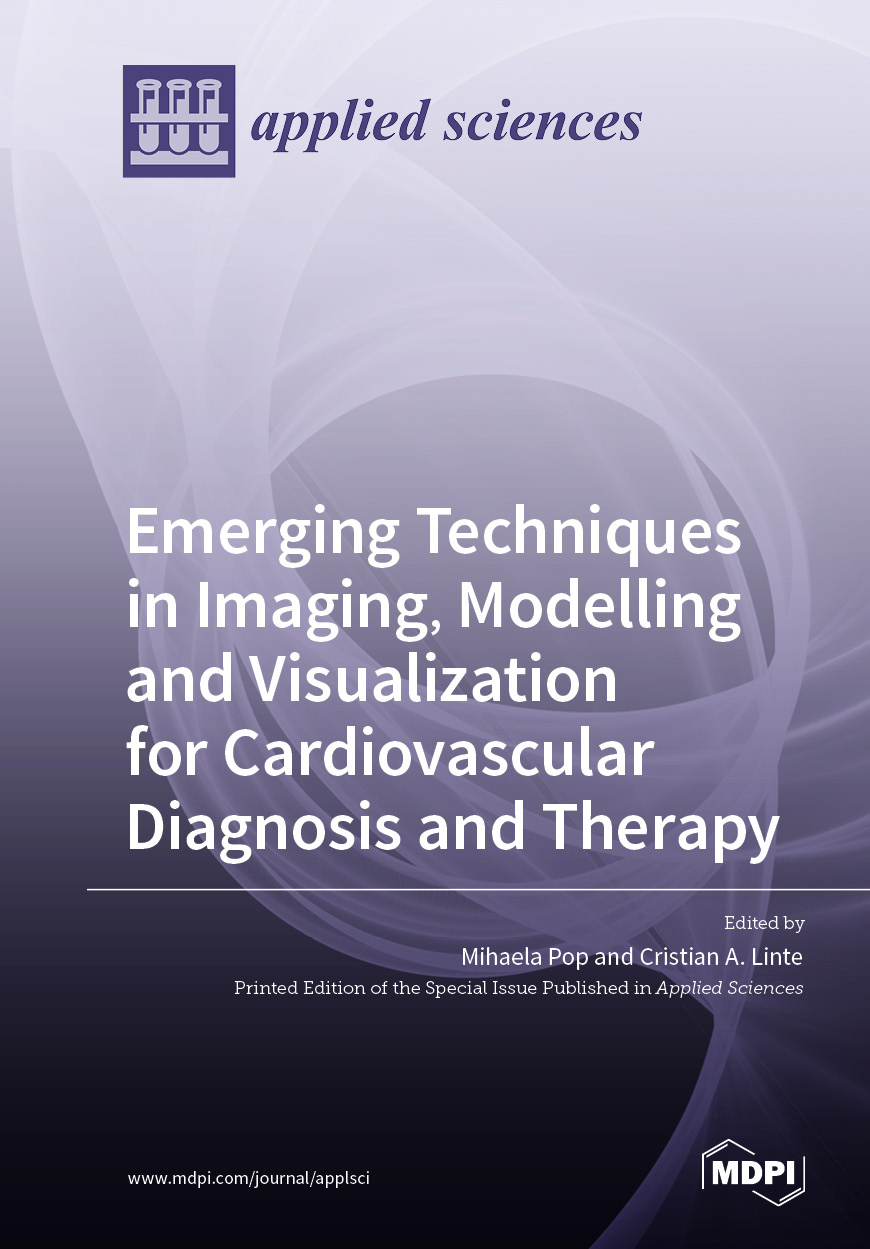 applied sciences
Emerging Techniques
in Imaging, Modelling
and Visualization
for Cardiovascular
Diagnosis and Therapy
Edited by
Mihaela Pop and Cristian A. Linte
Printed Edition of the Special Issue Published in Applied Sciences
www.mdpi.com/journal/applsci
MDPI